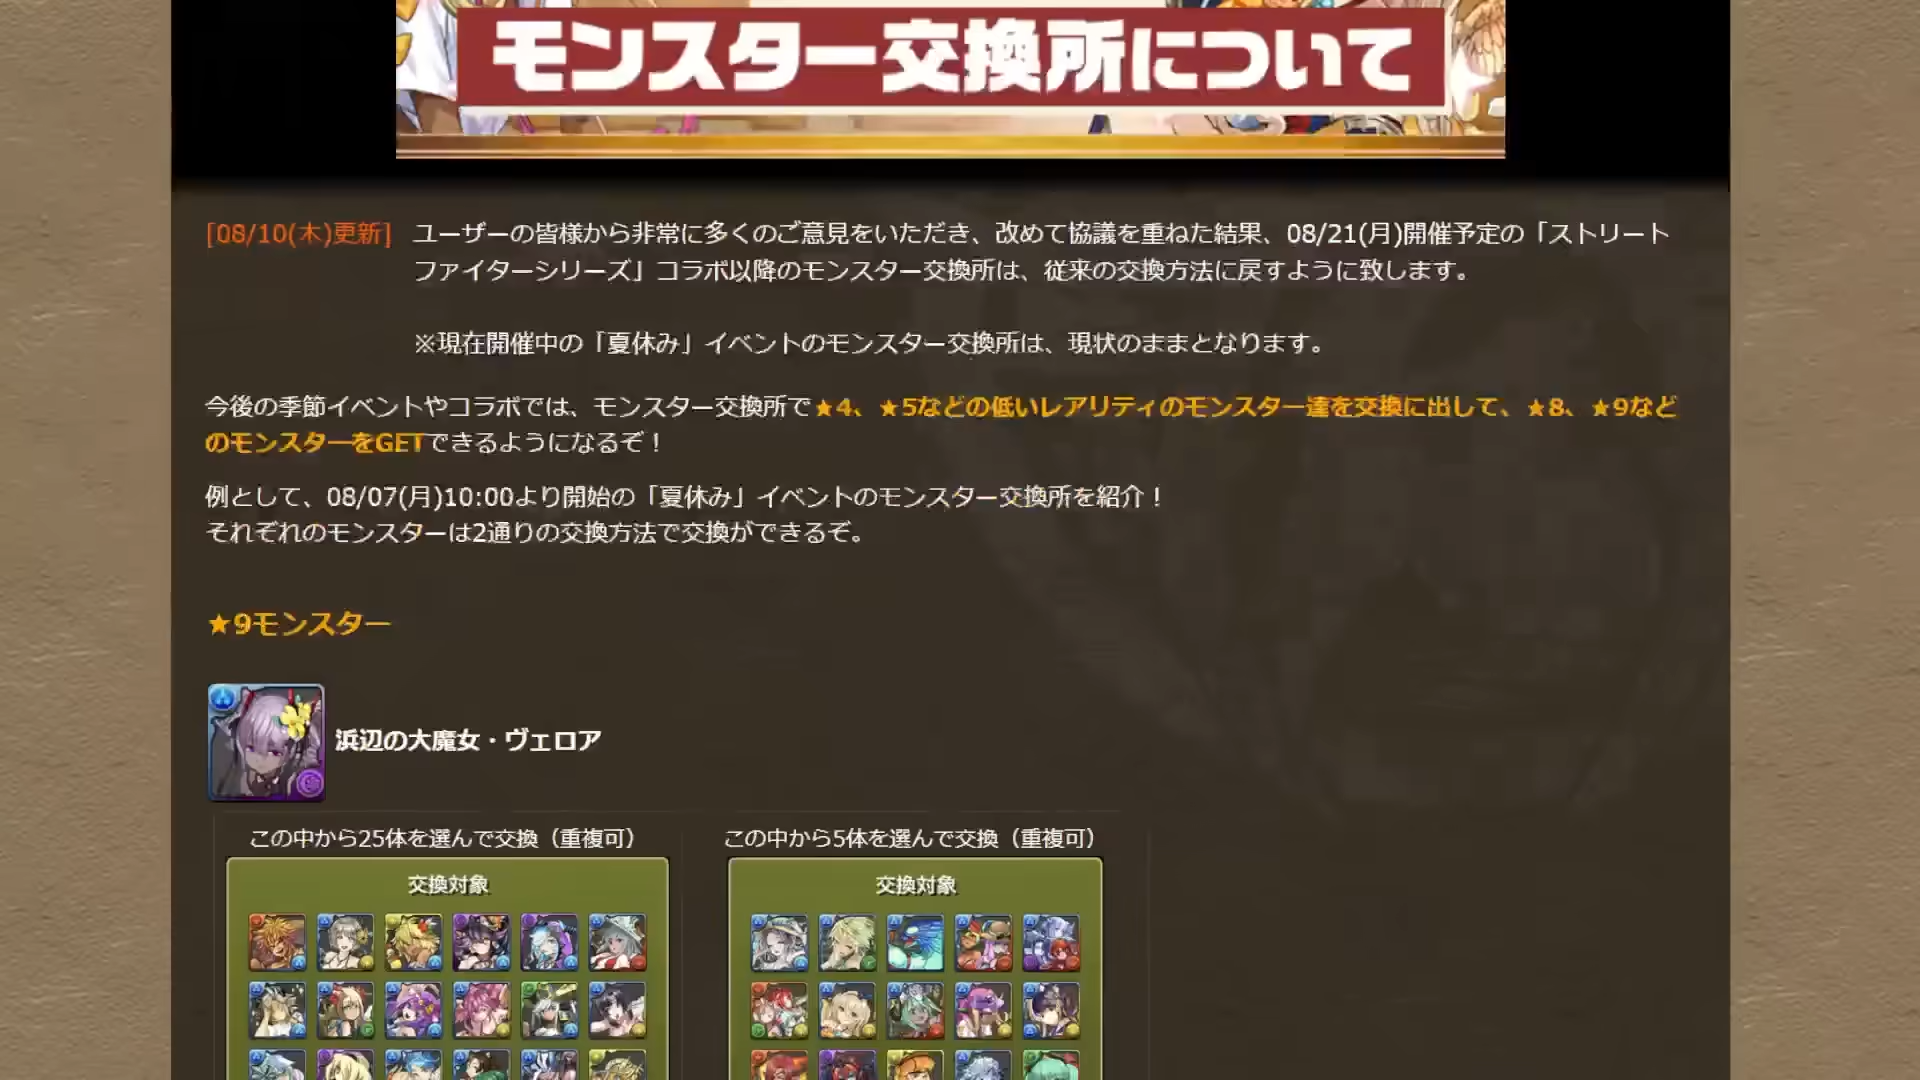 モンスター交換所について
[08/10(木)更新] ユーザーの皆様から非常に多くのご意見をいただき、改めて協議を重ねた結果、08/21(月)開催予定の「ストリート
ファイターシリーズ」コラボ以降のモンスター交換所は、従来の交換方法に戻すように致します。
※現在開催中の「夏休み」イベントのモンスター交換所は、現状のままとなります。
今後の季節イベントやコラボでは、モンスター交換所で★4、★5などの低いレアリティのモンスター達を交換に出して、★8、★9など
のモンスターをGETできるようになるぞ！
例として、08/07(月)10:00より開始の「夏休み」イベントのモンスター交換所を紹介！
それぞれのモンスターは2通りの交換方法で交換ができるぞ。
★9モンスター
浜辺の大魔女・ヴェロア
この中から25体を選んで交換（重複可）
交換対象
この中から5体を選んで交換（重複可）
交換対象